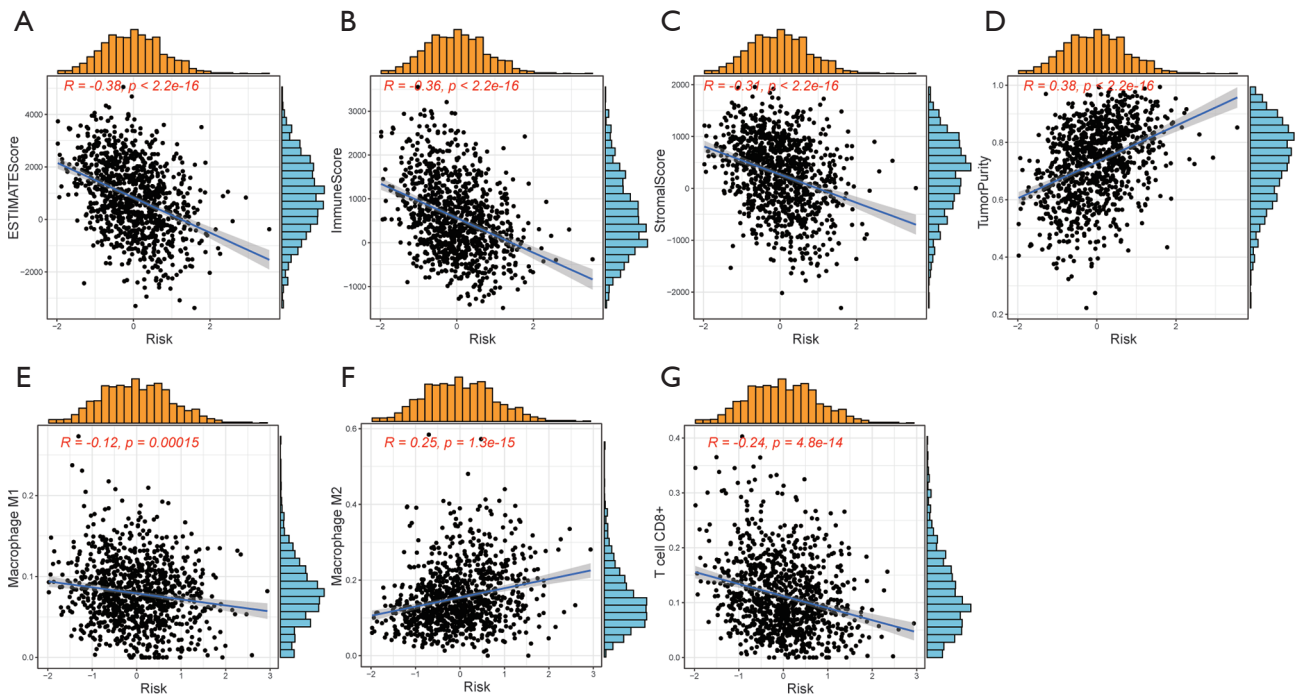 A
B
C
D
R = -0.38, p < 2.2e-16
R = -0.36, p < 2.2e-16
R = -0.31, p < 2.2e-16
R = 0.38, p < 2.2e-16
ESTIMATEScore
4000
2000
0
−2000
−2 0 2
Risk
ImmuneScore
3000
2000
1000
0
−1000
−2 0 2
Risk
StromalScore
2000
1000
0
−1000
−2000
−2 0 2
Risk
TumorPurity
1.0
0.8
0.6
0.4
0.2
−2 0 2
Risk
E
F
G
R = -0.12, p = 0.00015
R = 0.25, p = 1.3e-15
R = -0.24, p = 4.8e-14
Macrophage M1
0.2
0.1
0.0
−2 −1 0 1 2 3
Risk
Macrophage M2
0.6
0.4
0.2
0.0
−2 −1 0 1 2 3
Risk
T cell CD8+
0.4
0.3
0.2
0.1
0.0
−2 −1 0 1 2 3
Risk